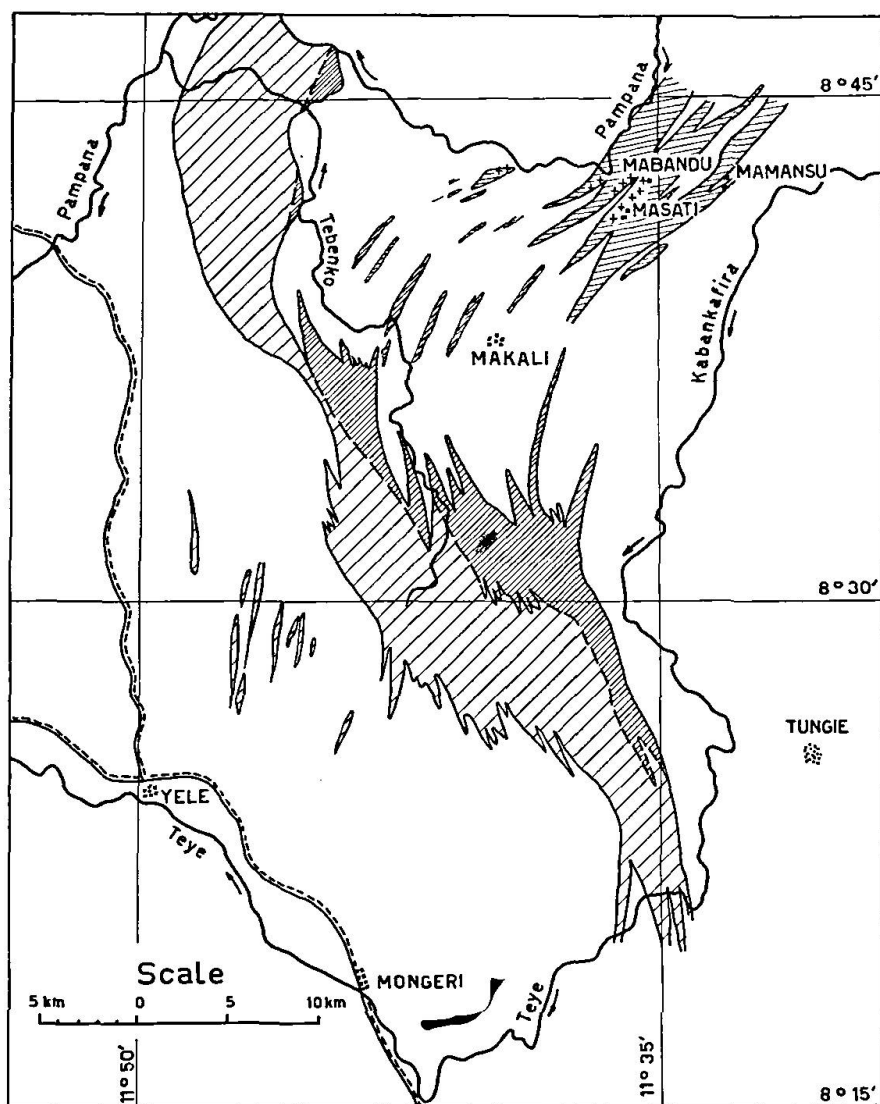 8° 45'
Pampana
Pampana
MABANDU
MAMANSU
MASATI
Tebenko
Kabankafira
MAKALI
8° 30'
TUNGIE
YELE
Teye
Scale
5 km 0 5 10 km
MONGERI
Teye
11° 50'
11° 35'
8° 15'